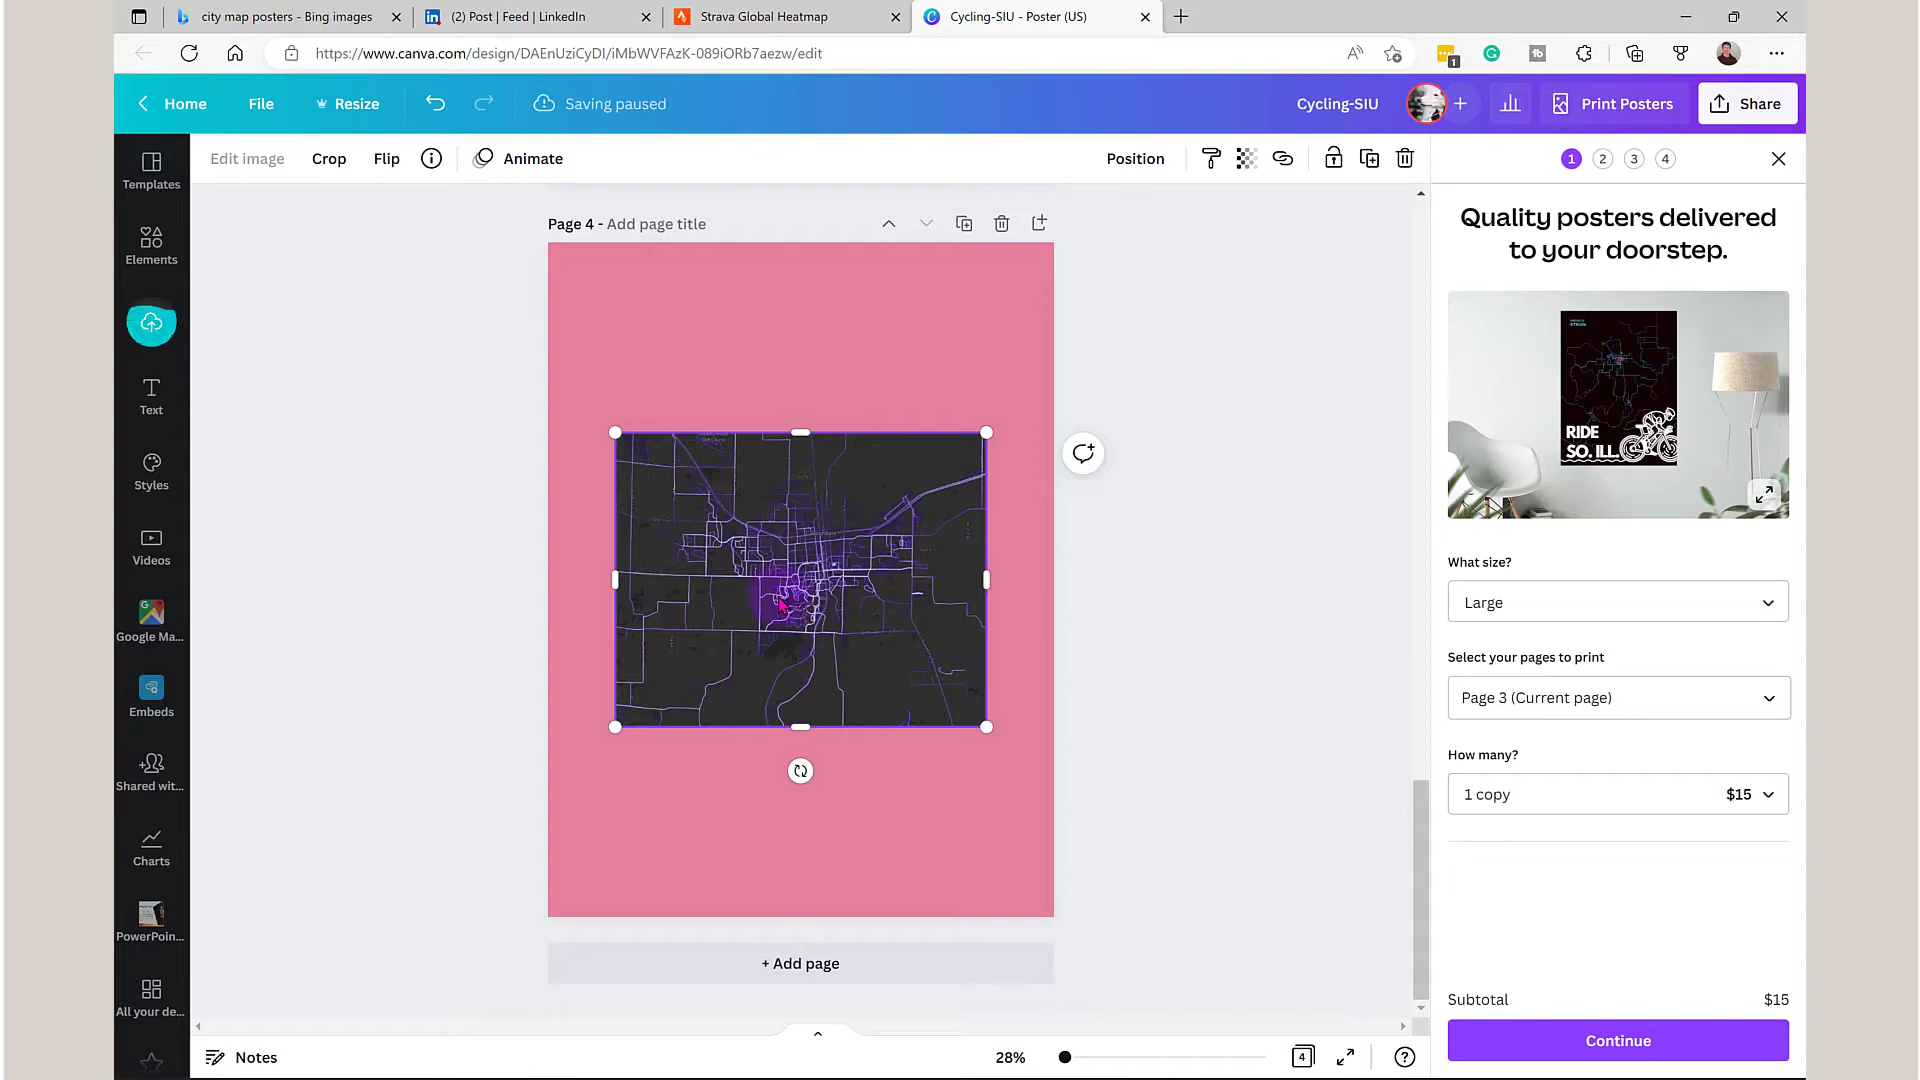 city map posters - Bing images
(2) Post | Feed | LinkedIn
Strava Global Heatmap
Cycling-SIU - Poster (US)
https://www.canva.com/design/DAEnUziCyDI/iMbWVFAzK-089iORb7aezw/edit
Home
File
Resize
Saving paused
Cycling-SIU
Print Posters
Share
Edit image
Crop
Flip
Animate
Position
1
2
3
4
Templates
Elements
Text
Styles
Videos
Google Ma...
Embeds
Shared wit...
Charts
PowerPoin...
All your de...
Page 4 - Add page title
+ Add page
Notes
28%
4
Quality posters delivered
to your doorstep.
STRAVA
RIDE
SO. ILL.
What size?
Large
Select your pages to print
Page 3 (Current page)
How many?
1 copy
$15
Subtotal
$15
Continue